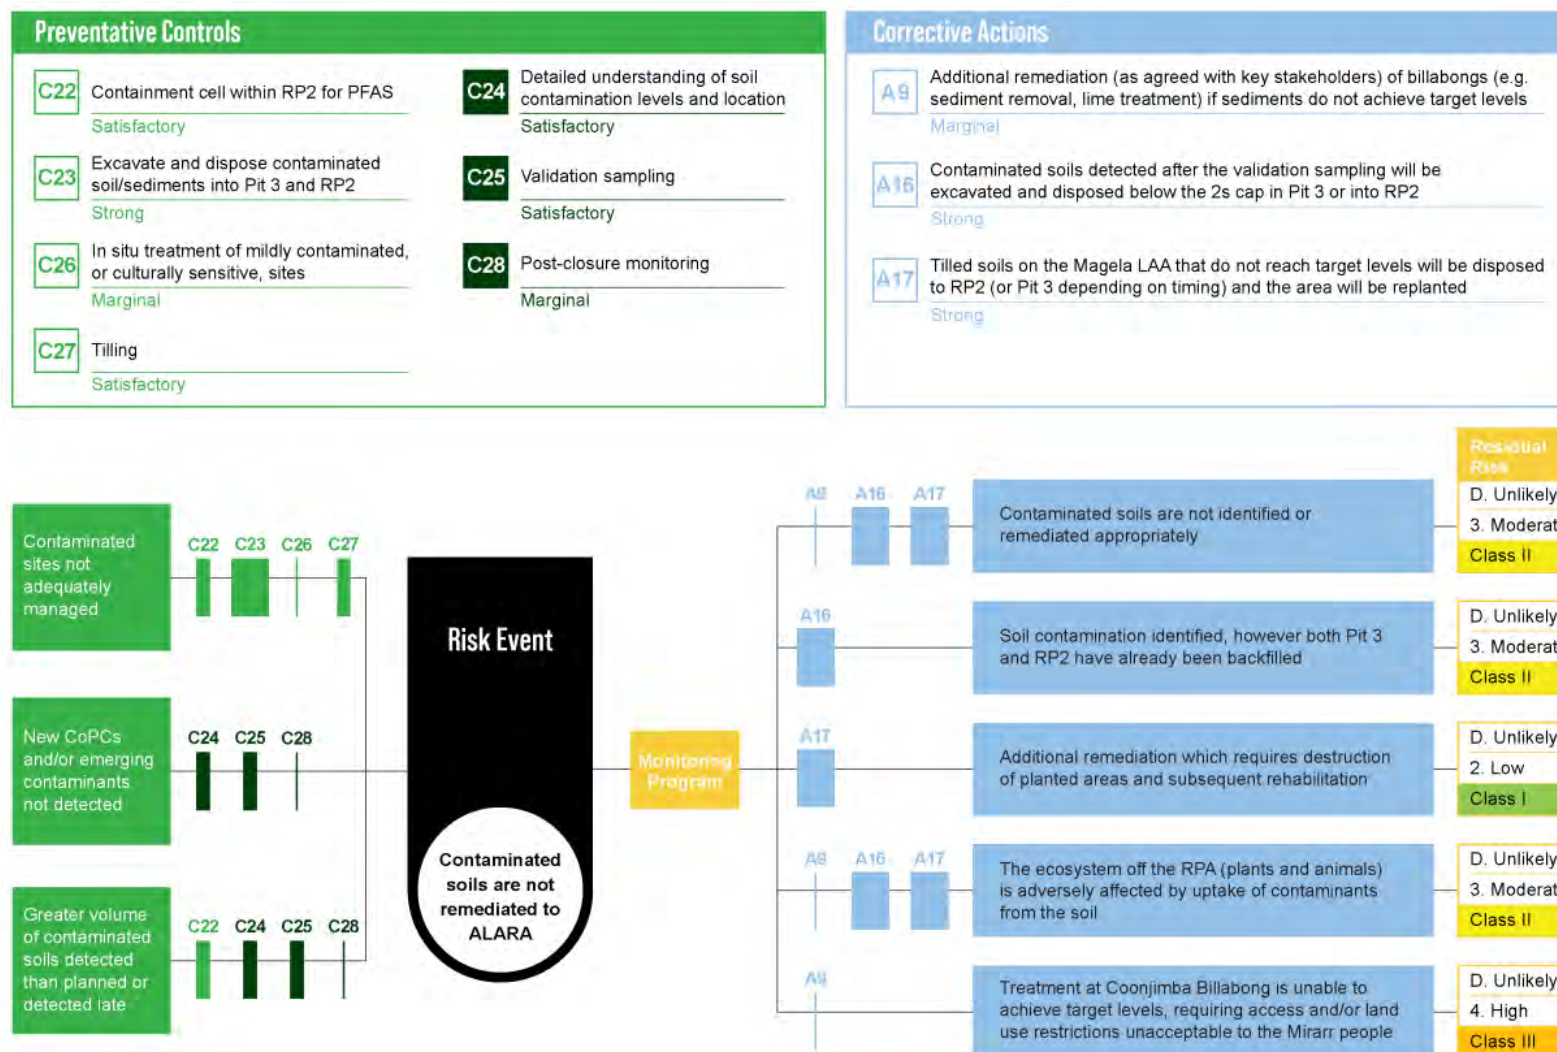 Preventative Controls
C22
Containment cell within RP2 for PFAS
Satisfactory
C23
Excavate and dispose contaminated
soil/sediments into Pit 3 and RP2
Strong
C26
In situ treatment of mildly contaminated,
or culturally sensitive, sites
Marginal
C27
Tilling
Satisfactory
C24
Detailed understanding of soil
contamination levels and location
Satisfactory
C25
Validation sampling
Satisfactory
C28
Post-closure monitoring
Marginal
Corrective Actions
A9
Additional remediation (as agreed with key stakeholders) of billabongs (e.g.
sediment removal, lime treatment) if sediments do not achieve target levels
Marginal
A16
Contaminated soils detected after the validation sampling will be
excavated and disposed below the 2s cap in Pit 3 or into RP2
Strong
A17
Tilled soils on the Magela LAA that do not reach target levels will be disposed
to RP2 (or Pit 3 depending on timing) and the area will be replanted
Strong
Contaminated
sites not
adequately
managed
C22 C23 C26 C27
New CoPCs
and/or emerging
contaminants
not detected
C24 C25 C28
Greater volume
of contaminated
soils detected
than planned or
detected late
C22 C24 C25 C28
Risk Event
Contaminated
soils are not
remediated to
ALARA
Monitoring
Program
Residual
Risk
A9 A16 A17
Contaminated soils are not identified or
remediated appropriately
D. Unlikely
3. Moderat
Class II
A16
Soil contamination identified, however both Pit 3
and RP2 have already been backfilled
D. Unlikely
3. Moderat
Class II
A17
Additional remediation which requires destruction
of planted areas and subsequent rehabilitation
D. Unlikely
2. Low
Class I
A9 A16 A17
The ecosystem off the RPA (plants and animals)
is adversely affected by uptake of contaminants
from the soil
D. Unlikely
3. Moderat
Class II
A9
Treatment at Coonjimba Billabong is unable to
achieve target levels, requiring access and/or land
use restrictions unacceptable to the Mirarr people
D. Unlikely
4. High
Class III